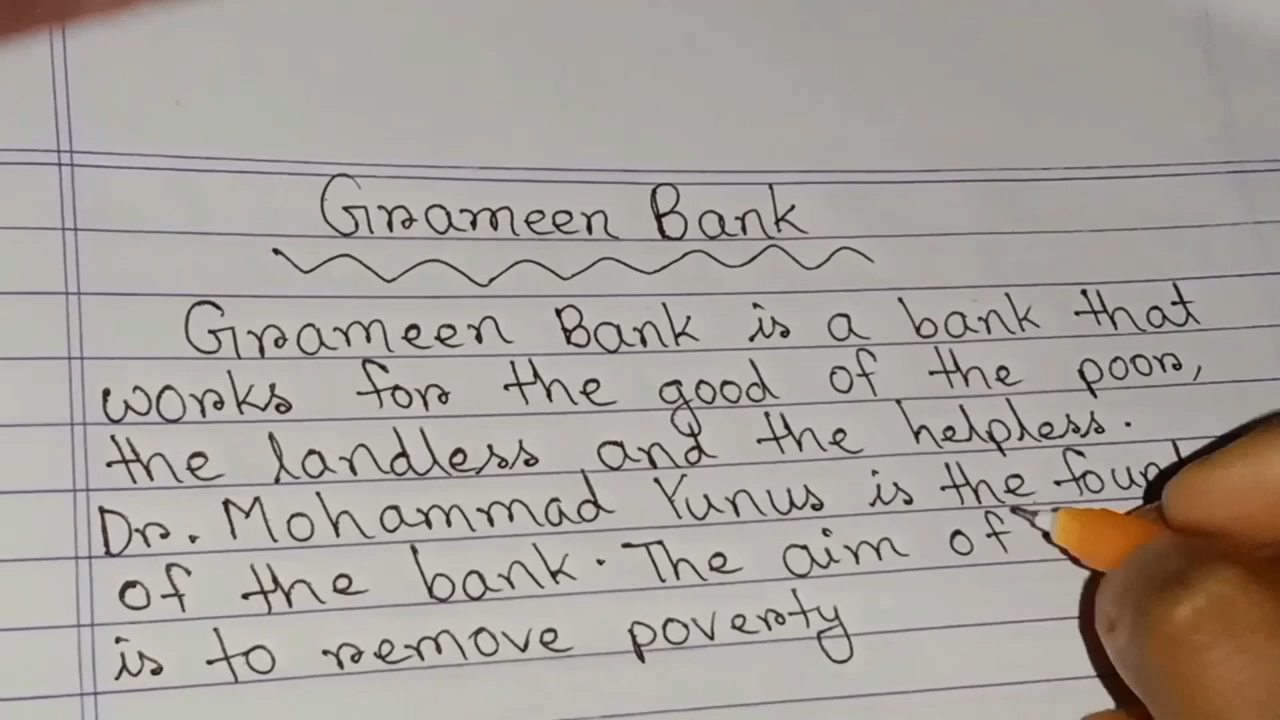 Grameen Bank
Grameen Bank is a bank that
works for the good of the poor,
the landless and the helpless.
Dr. Mohammad Yunus is the
of the bank. The aim of
is to remove poverty